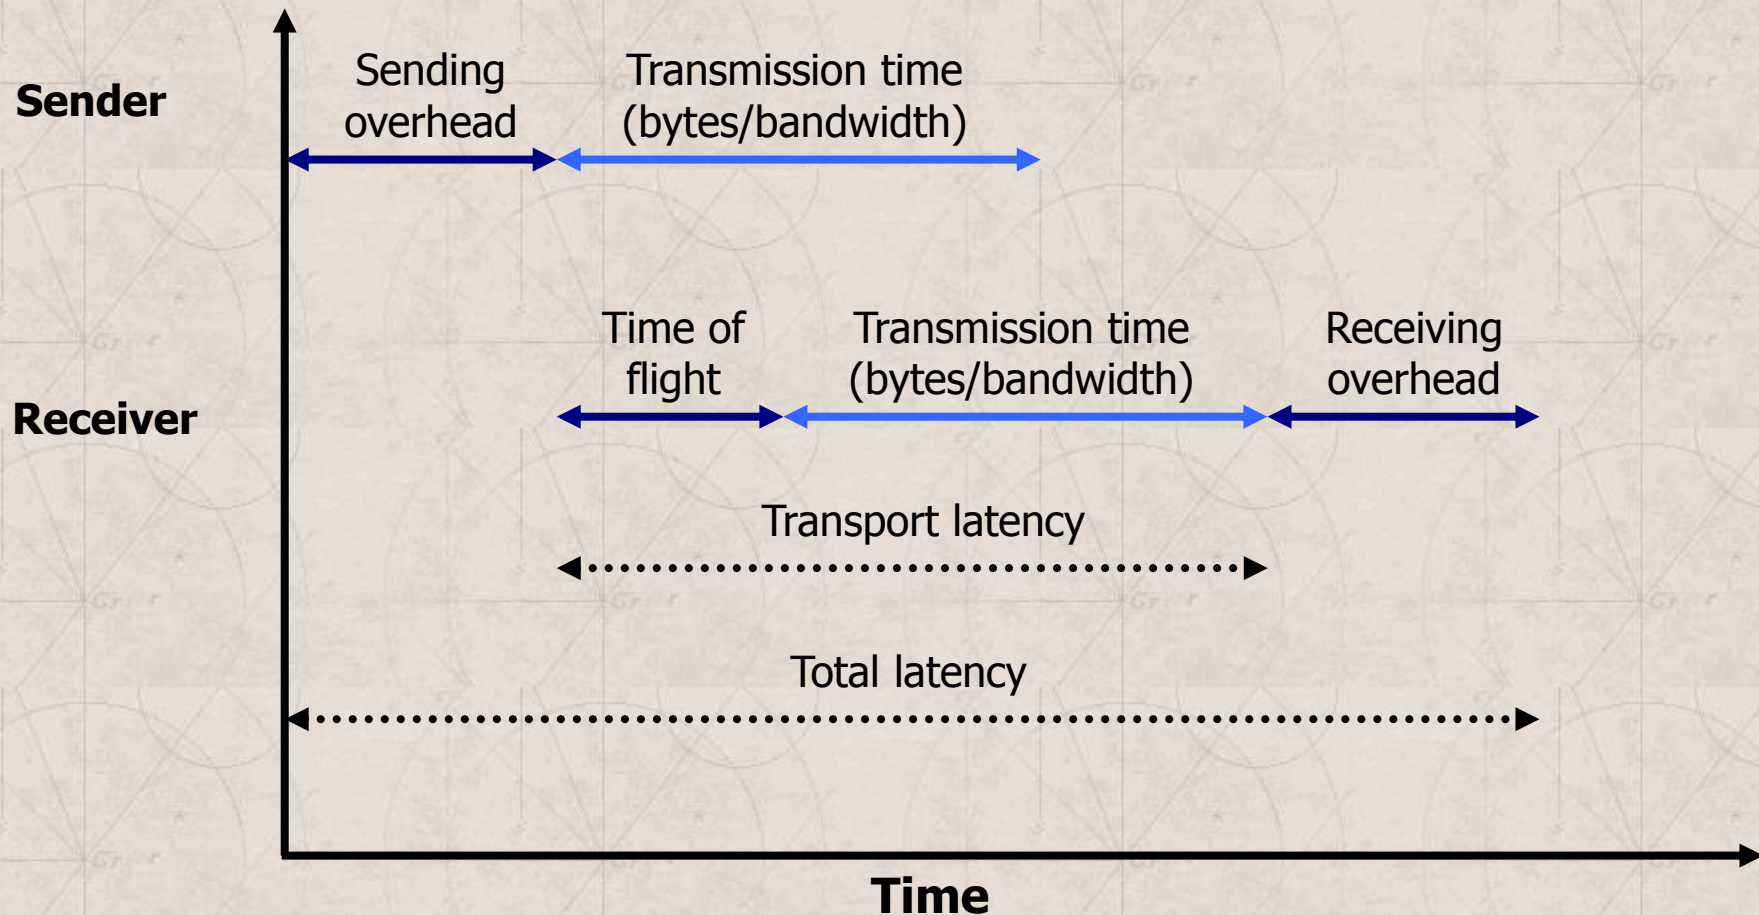 Sender
Sending
overhead
Transmission time
(bytes/bandwidth)
Receiver
Time of
flight
Transmission time
(bytes/bandwidth)
Receiving
overhead
Transport latency
Total latency
Time